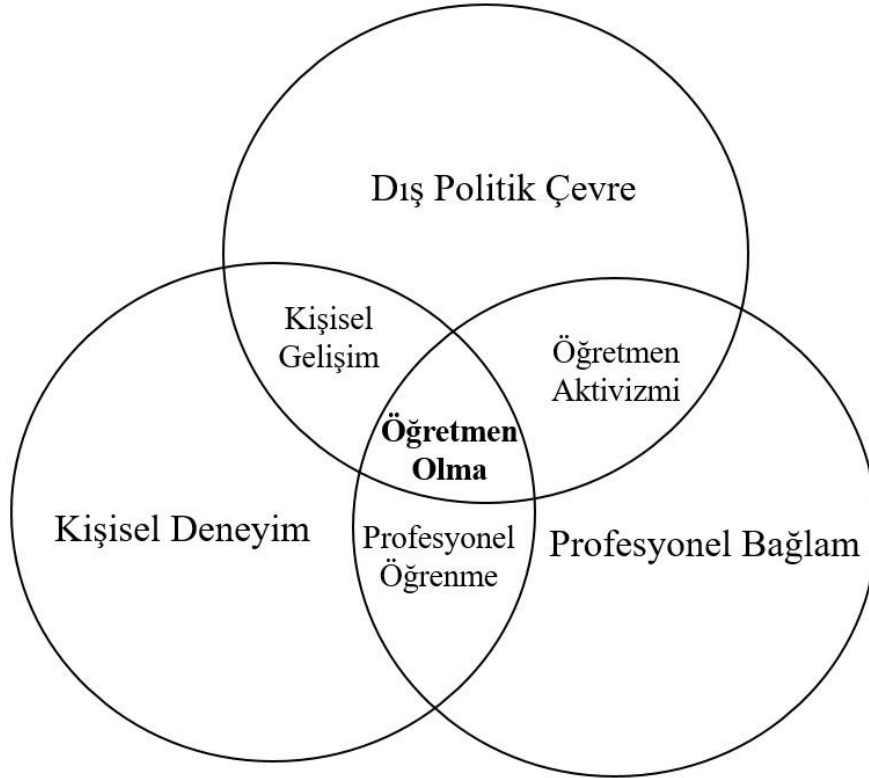 Dış Politik Çevre
Kişisel
Gelişim
Öğretmen
Aktivizmi
Öğretmen
Olma
Kişisel Deneyim
Profesyonel
Öğrenme
Profesyonel Bağlam